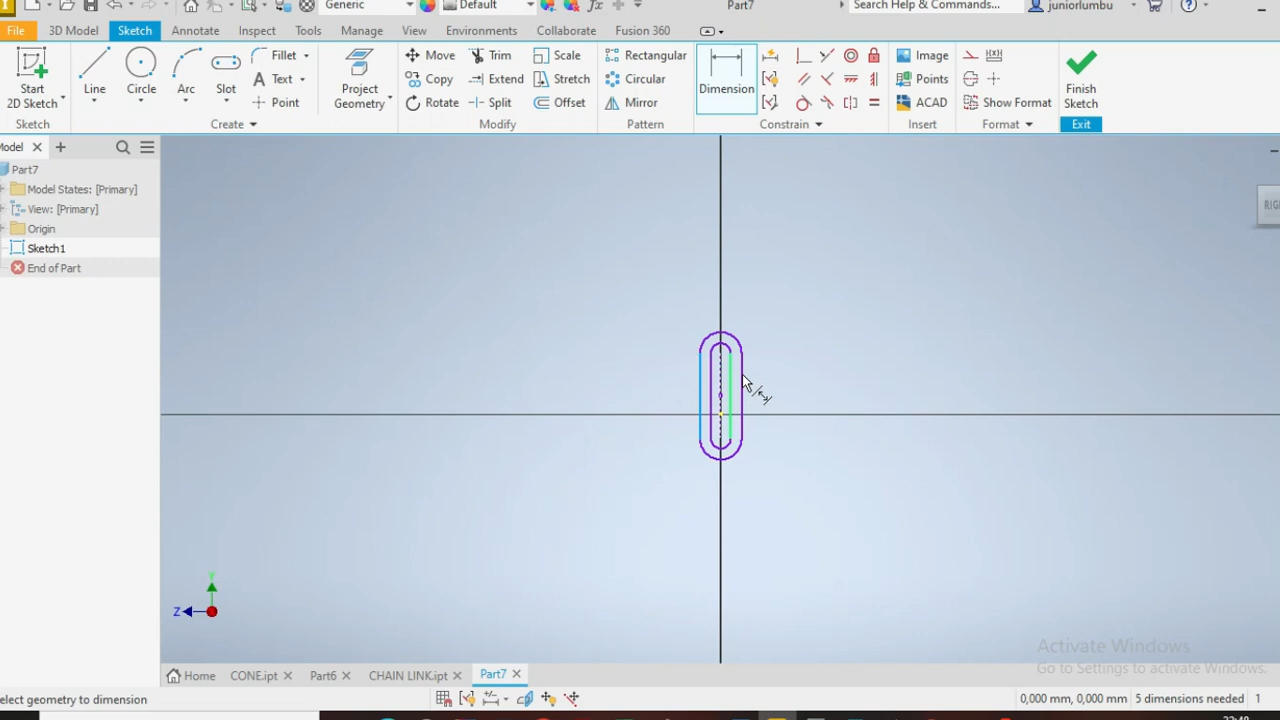 Generic
Default
Part7
Search Help & Commands...
juniorlumbu
File
3D Model
Sketch
Annotate
Inspect
Tools
Manage
View
Environments
Collaborate
Fusion 360
Start
2D Sketch
Line
Circle
Arc
Slot
Fillet
Text
Point
Project
Geometry
Move
Copy
Rotate
Trim
Extend
Split
Scale
Stretch
Offset
Rectangular
Circular
Mirror
Dimension
Image
Points
ACAD
Show Format
Finish
Sketch
Sketch
Create
Modify
Pattern
Constrain
Insert
Format
Exit
Model
Part7
Model States: [Primary]
View: [Primary]
Origin
Sketch1
End of Part
Y
Z
Activate Windows
Go to Settings to activate Windows.
Home
CONE.ipt
Part6
CHAIN LINK.ipt
Part7
elect geometry to dimension
0,000 mm, 0,000 mm
5 dimensions needed
1